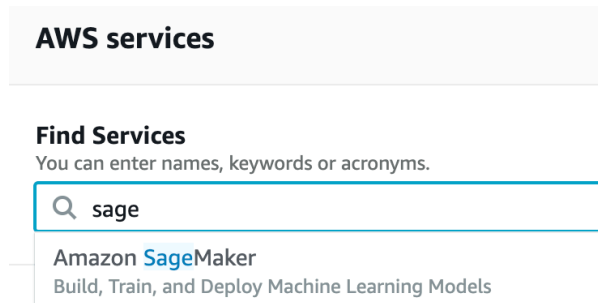 AWS services
Find Services
You can enter names, keywords or acronyms.
sage
Amazon SageMaker
Build, Train, and Deploy Machine Learning Models